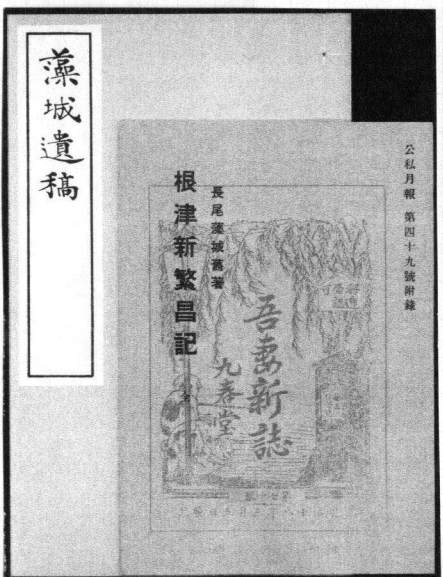 藻城遺稿
公私月報 第四十九號附錄
長尾藻城舊著
根津新繁昌記 全
吾妻新誌
九春堂